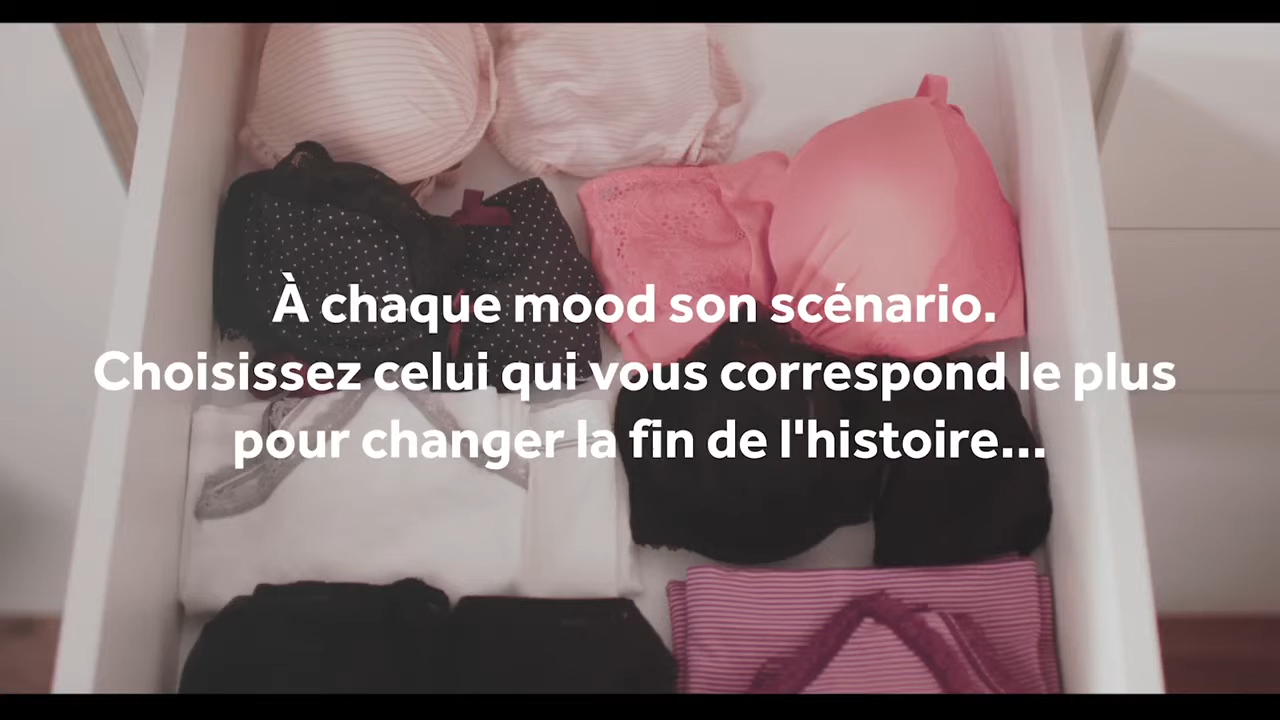 À chaque mood son scénario.
Choisissez celui qui vous correspond le plus
pour changer la fin de l'histoire...